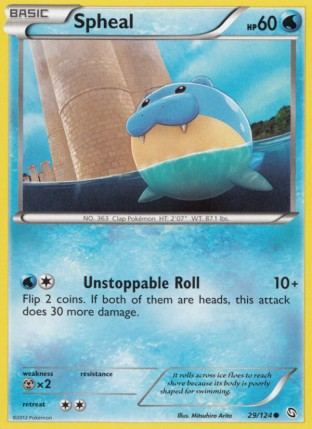 BASIC
Spheal
HP60
NO. 363 Clap Pokémon HT. 2'07" WT. 87.1 lbs.
Unstoppable Roll 10+
Flip 2 coins. If both of them are heads, this attack
does 30 more damage.
weakness resistance
×2
retreat
It rolls across ice floes to reach
shore because its body is poorly
shaped for swimming.
©2012 Pokémon
Illus. Mitsuhiro Arita
29/124